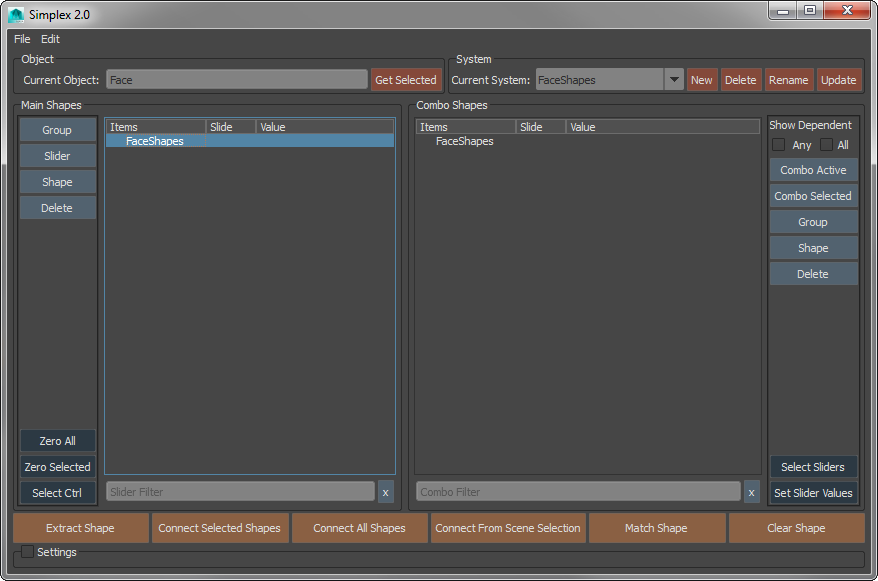 Simplex 2.0
File Edit
Object
Current Object: Face Get Selected
System
Current System: FaceShapes New Delete Rename Update
Main Shapes
Group
Slider
Shape
Delete
Zero All
Zero Selected
Select Ctrl
Items Slide Value
FaceShapes
Slider Filter x
Combo Shapes
Items Slide Value
FaceShapes
Combo Filter x
Show Dependent
Any All
Combo Active
Combo Selected
Group
Shape
Delete
Select Sliders
Set Slider Values
Extract Shape Connect Selected Shapes Connect All Shapes Connect From Scene Selection Match Shape Clear Shape
Settings